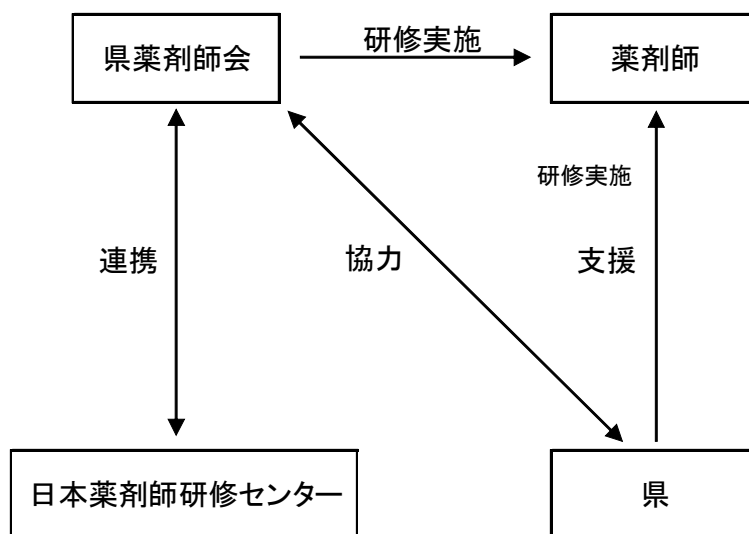 県薬剤師会
研修実施
薬剤師
研修実施
連携
協力
支援
日本薬剤師研修センター
県